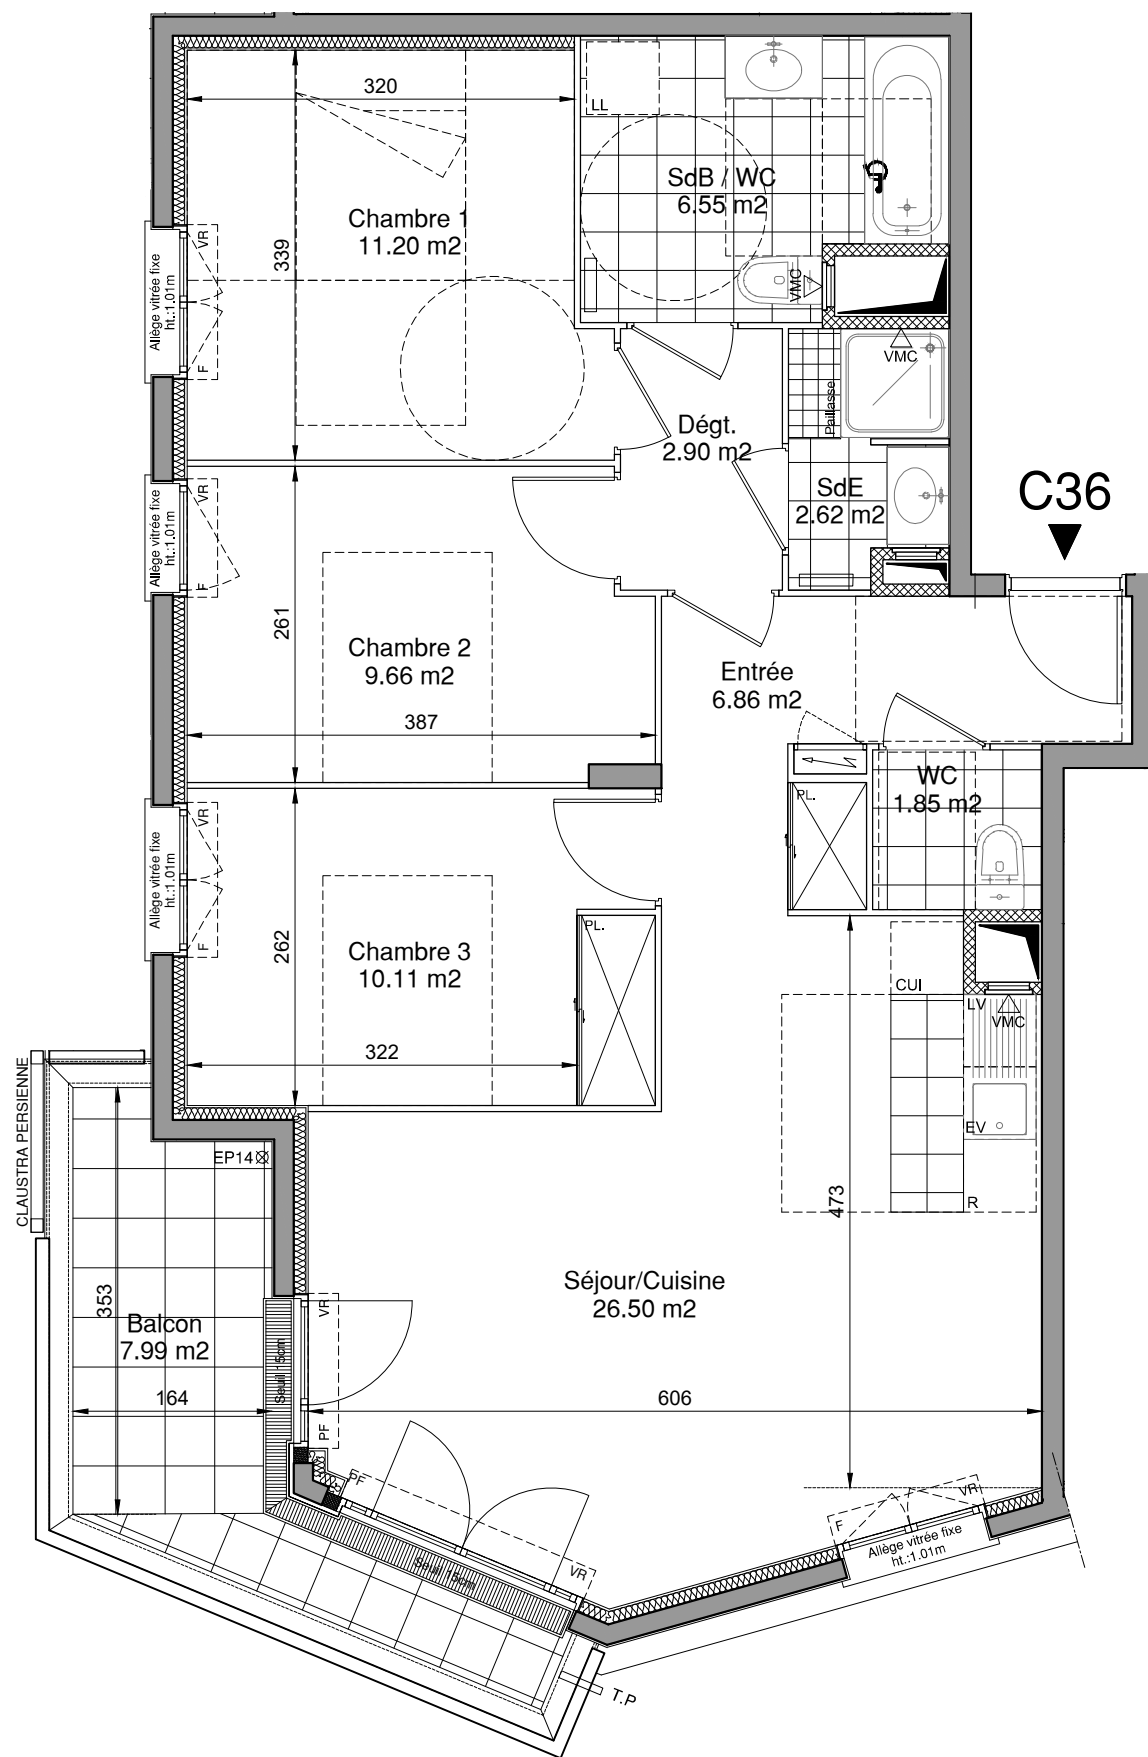 320
LL
SdB / WC
6.55 m2
Chambre 1
11.20 m2
339
VR
Allège vitrée fixe
ht.:1.01m
F
VMC
VMC
Paillasse
Dégt.
2.90 m2
SdE
2.62 m2
C36
VR
Allège vitrée fixe
ht.:1.01m
F
261
Chambre 2
9.66 m2
387
Entrée
6.86 m2
WC
1.85 m2
PL.
VR
Allège vitrée fixe
ht.:1.01m
F
262
Chambre 3
10.11 m2
PL.
322
CUI
LV
VMC
EV
R
473
CLAUSTRA PERSIENNE
EP14
353
Balcon
7.99 m2
164
Seuil 15cm
VR
PF
Séjour/Cuisine
26.50 m2
606
PF
VR
Seuil 15cm
F
VR
Allège vitrée fixe
ht.:1.01m
T.P